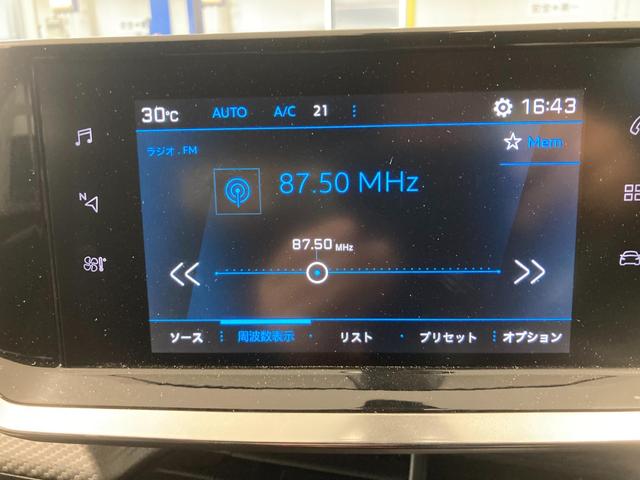 30℃ AUTO A/C 21 16:43
ラジオ . FM
Mem
87.50 MHz
87.50 MHz
N
ソース 周波数表示 リスト プリセット オプション